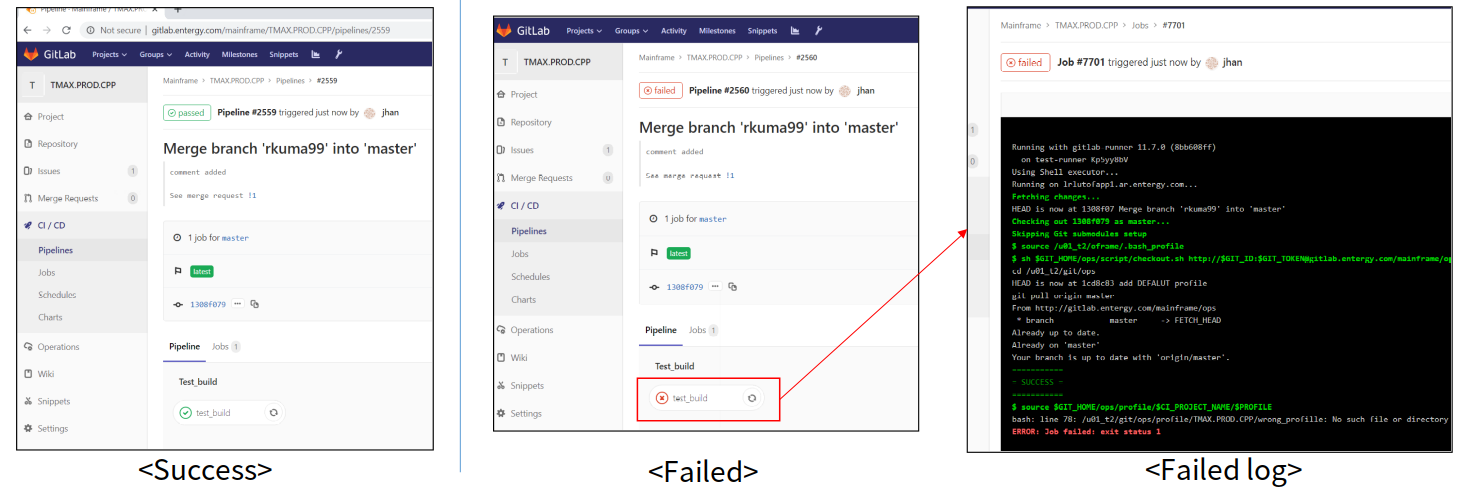 Pipeline - Mainframe / TMAX.PR
Not secure | gitlab.entergy.com/mainframe/TMAX.PROD.CPP/pipelines/2559
GitLab Projects Groups Activity Milestones Snippets
T TMAX.PROD.CPP
Project
Repository
Issues 1
Merge Requests 0
CI / CD
Pipelines
Jobs
Schedules
Charts
Operations
Wiki
Snippets
Settings
Mainframe > TMAX.PROD.CPP > Pipelines > #2559
passed Pipeline #2559 triggered just now by jhan
Merge branch 'rkuma99' into 'master'
comment added
See merge request !1
1 job for master
latest
1308f079
Pipeline Jobs 1
Test_build
test_build
<Success>
GitLab Projects Groups Activity Milestones Snippets
T TMAX.PROD.CPP
Project
Repository
Issues 1
Merge Requests 0
CI / CD
Pipelines
Jobs
Schedules
Charts
Operations
Wiki
Snippets
Settings
Mainframe > TMAX.PROD.CPP > Pipelines > #2560
failed Pipeline #2560 triggered just now by jhan
Merge branch 'rkuma99' into 'master'
comment added
See merge request !1
1 job for master
latest
1308f079
Pipeline Jobs 1
Test_build
test_build
<Failed>
Mainframe > TMAX.PROD.CPP > Jobs > #7701
failed Job #7701 triggered just now by jhan
1
0
Running with gitlab runner 11.7.0 (8bb608ff)
on test-runner Kp5yy8bV
Using Shell executor...
Running on lrlutofapp1.ar.entergy.com...
Fetching changes...
HEAD is now at 1308f07 Merge branch 'rkuma99' into 'master'
Checking out 1308f079 as master...
Skipping Git submodules setup
$ source /u01_t2/oframe/.bash_profile
$ sh $GIT_HOME/ops/script/checkout.sh http://$GIT_ID:$GIT_TOKEN@gitlab.entergy.com/mainframe/op
cd /u01_t2/git/ops
HEAD is now at 1cd8c83 add DEFALUT profile
git pull origin master
From http://gitlab.entergy.com/mainframe/ops
* branch master -> FETCH_HEAD
Already up to date.
Already on 'master'
Your branch is up to date with 'origin/master'.
===========
- SUCCESS -
===========
$ source $GIT_HOME/ops/profile/$CI_PROJECT_NAME/$PROFILE
bash: line 78: /u01_t2/git/ops/profile/TMAX.PROD.CPP/wrong_profille: No such file or directory
ERROR: Job failed: exit status 1
<Failed log>